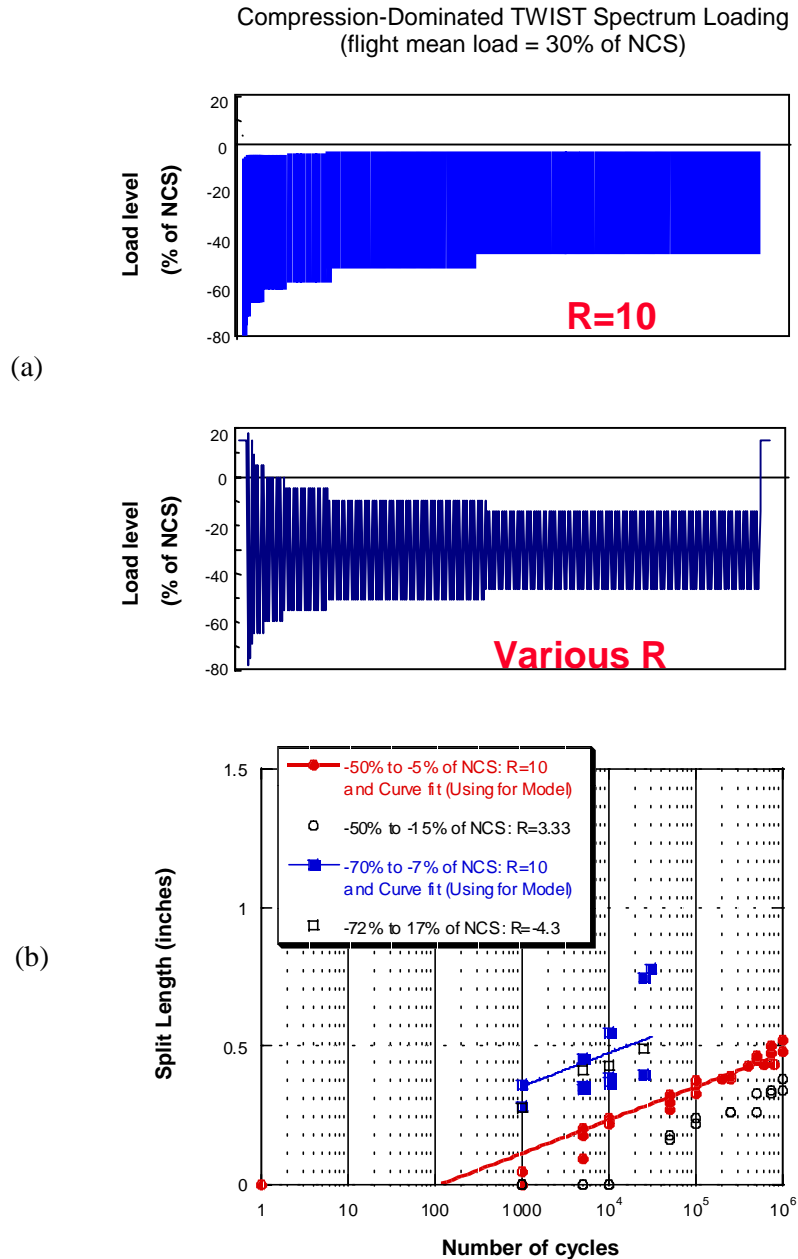 Compression-Dominated TWIST Spectrum Loading
(flight mean load = 30% of NCS)
20
0
-20
-40
-60
-80
Load level
(% of NCS)
R=10
(a)
20
0
-20
-40
-60
-80
Load level
(% of NCS)
Various R
(b)
-50% to -5% of NCS: R=10
and Curve fit (Using for Model)
-50% to -15% of NCS: R=3.33
-70% to -7% of NCS: R=10
and Curve fit (Using for Model)
-72% to 17% of NCS: R=-4.3
1.5
1
0.5
0
Split Length (inches)
1 10 100 1000 10^4 10^5 10^6
Number of cycles